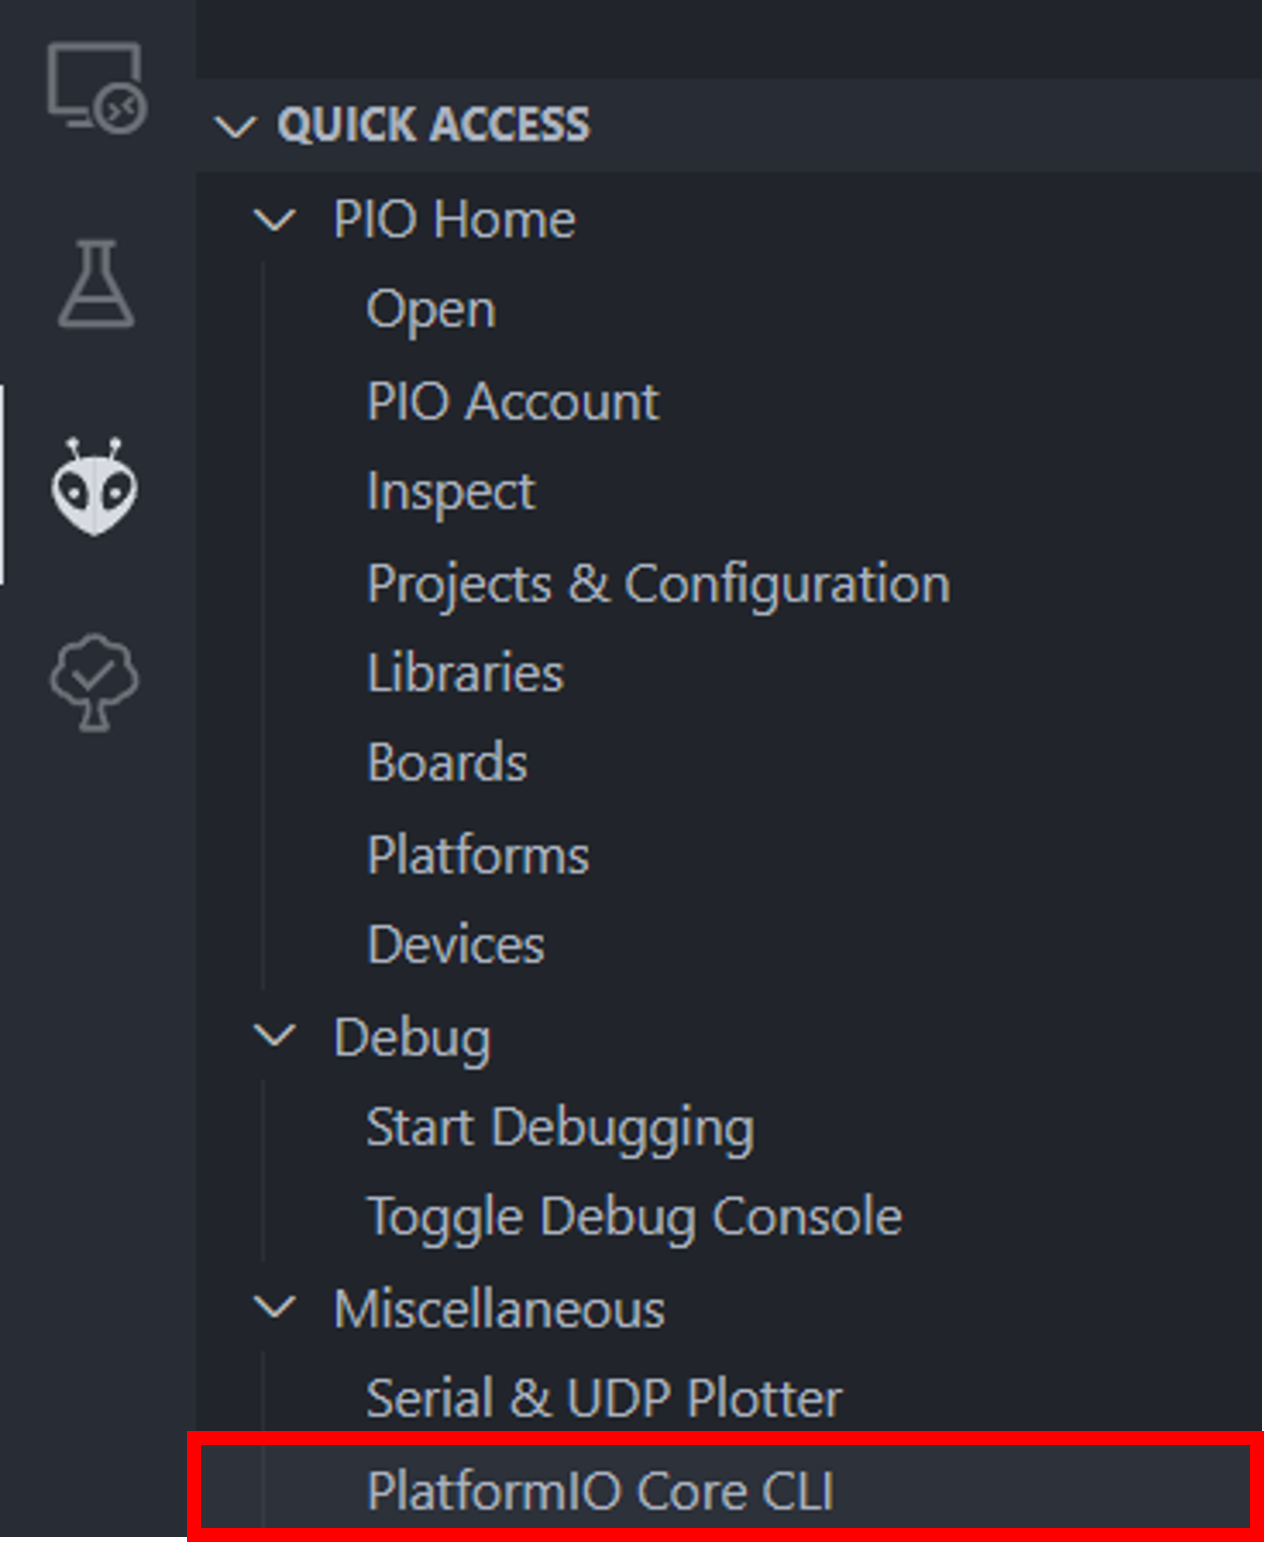 QUICK ACCESS
PIO Home
Open
PIO Account
Inspect
Projects & Configuration
Libraries
Boards
Platforms
Devices
Debug
Start Debugging
Toggle Debug Console
Miscellaneous
Serial & UDP Plotter
PlatformIO Core CLI